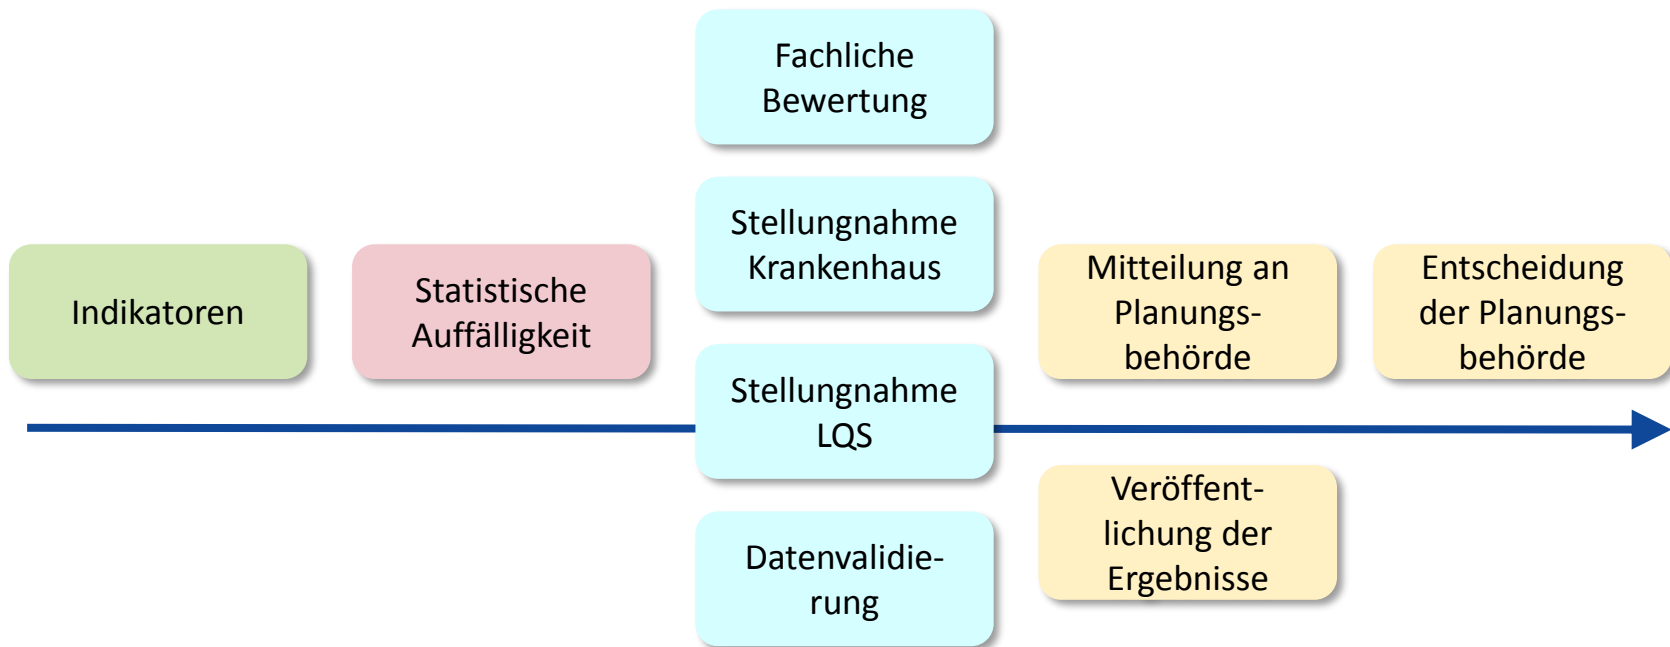 Indikatoren
Statistische
Auffälligkeit
Fachliche
Bewertung
Stellungnahme
Krankenhaus
Stellungnahme
LQS
Datenvalidie-
rung
Mitteilung an
Planungs-
behörde
Veröffent-
lichung der
Ergebnisse
Entscheidung
der Planungs-
behörde